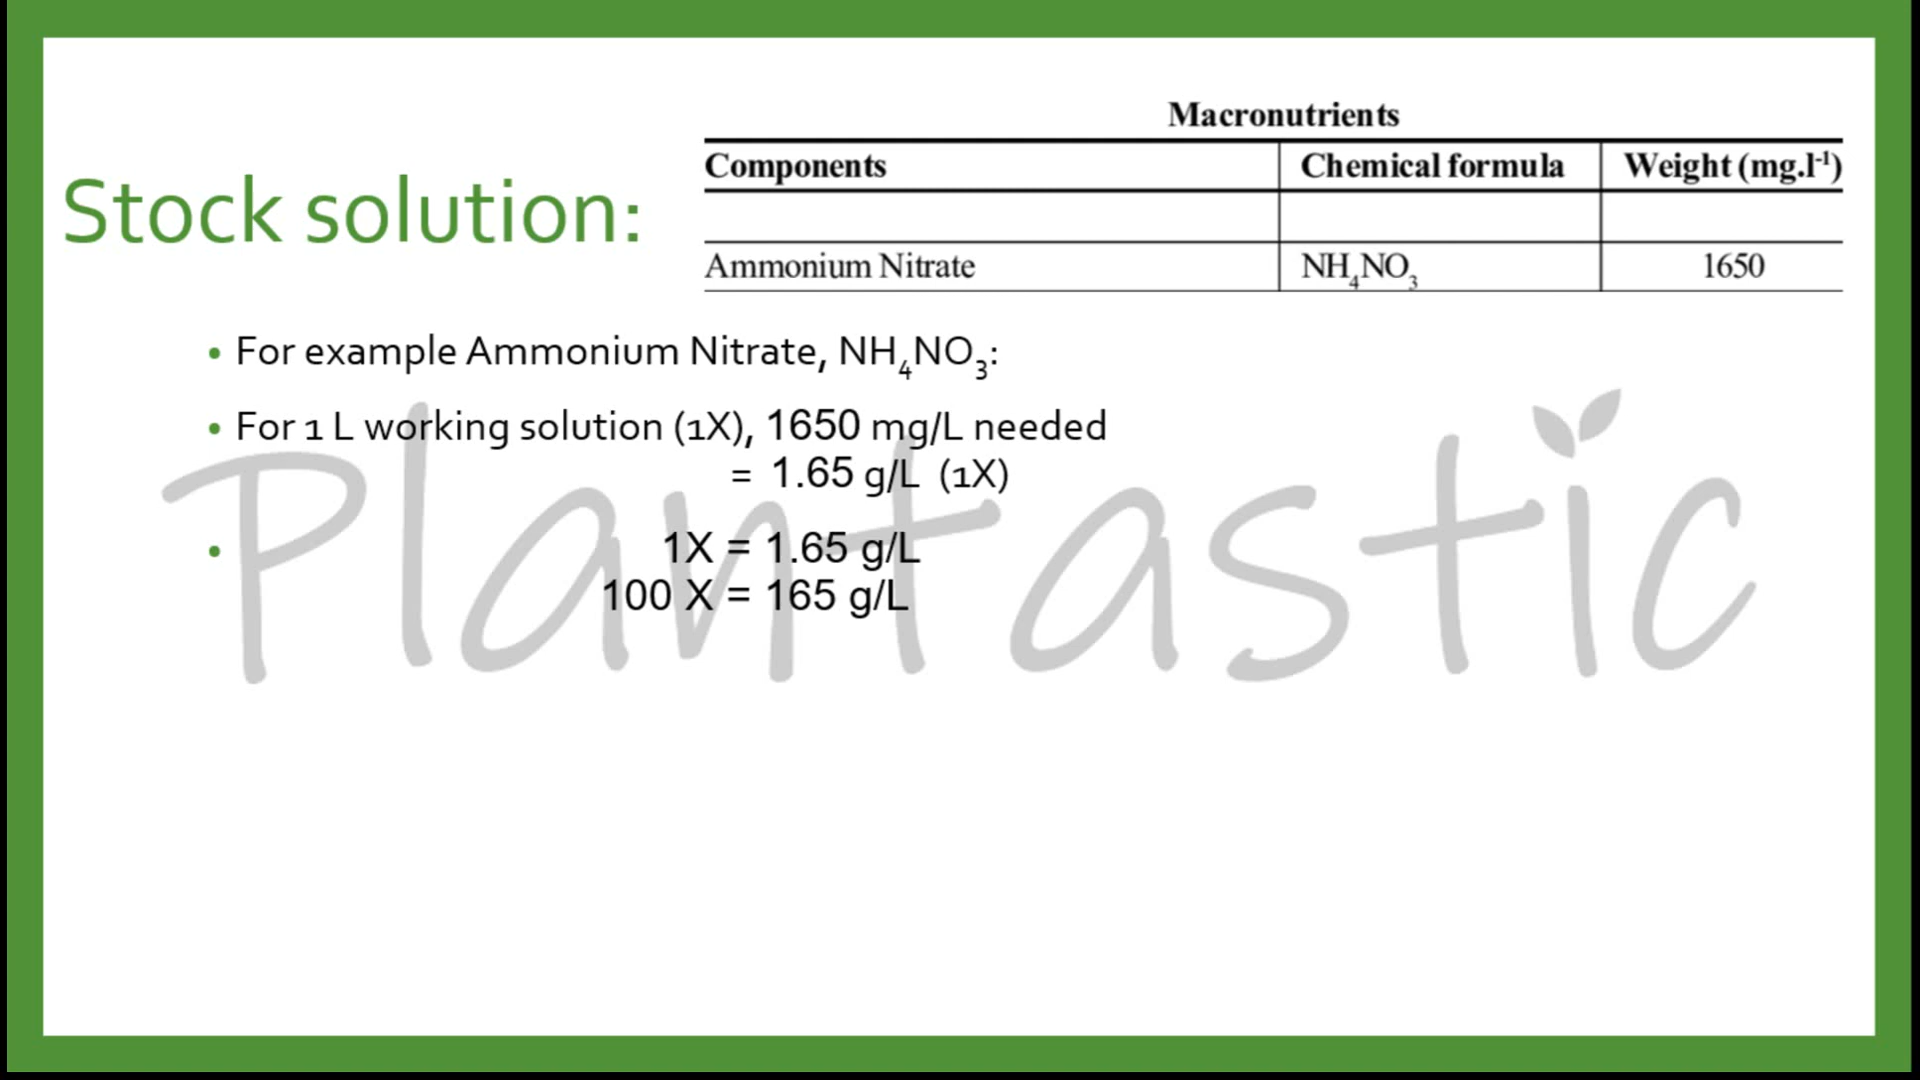 Stock solution:
Macronutrients
Components Chemical formula Weight (mg.l⁻¹)
Ammonium Nitrate NH₄NO₃ 1650
• For example Ammonium Nitrate, NH₄NO₃:
• For 1 L working solution (1X), 1650 mg/L needed
= 1.65 g/L (1X)
• 1X = 1.65 g/L
100 X = 165 g/L
Plantastic